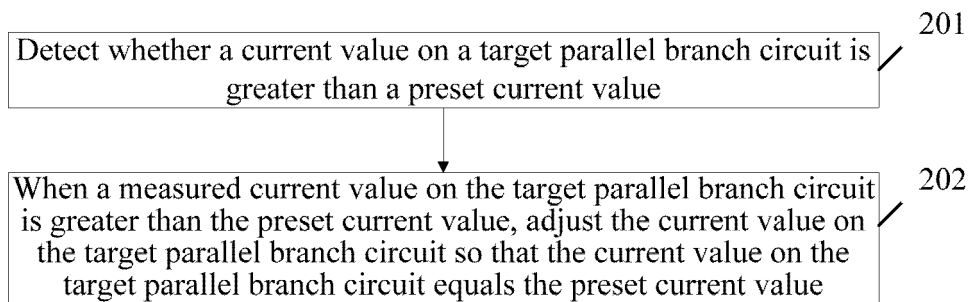 Detect whether a current value on a target parallel branch circuit is
greater than a preset current value
201
When a measured current value on the target parallel branch circuit
is greater than the preset current value, adjust the current value on
the target parallel branch circuit so that the current value on the
target parallel branch circuit equals the preset current value
202